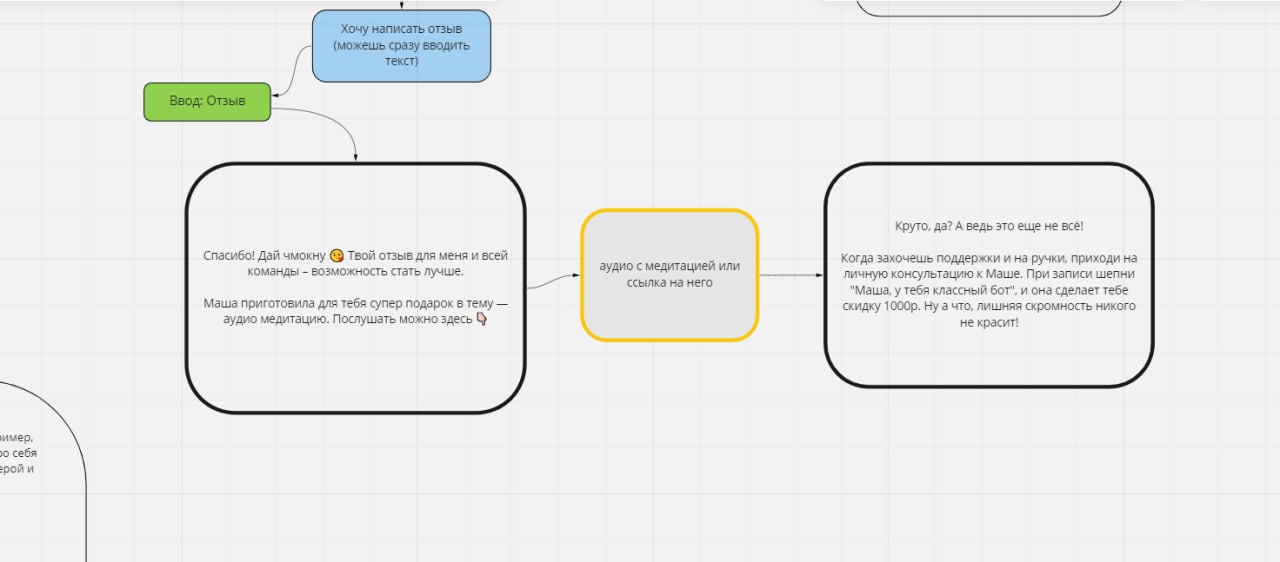 Хочу написать отзыв
(можешь сразу вводить
текст)
Ввод: Отзыв
Спасибо! Дай чмокну 😘 Твой отзыв для меня и всей
команды – возможность стать лучше.
Маша приготовила для тебя супер подарок в тему —
аудио медитацию. Послушать можно здесь 👇🏻
аудио с медитацией или
ссылка на него
Круто, да? А ведь это еще не всё!
Когда захочешь поддержки и на ручки, приходи на
личную консультацию к Маше. При записи шепни
"Маша, у тебя классный бот", и она сделает тебе
скидку 1000р. Ну а что, лишняя скромность никого
не красит!
себя
и